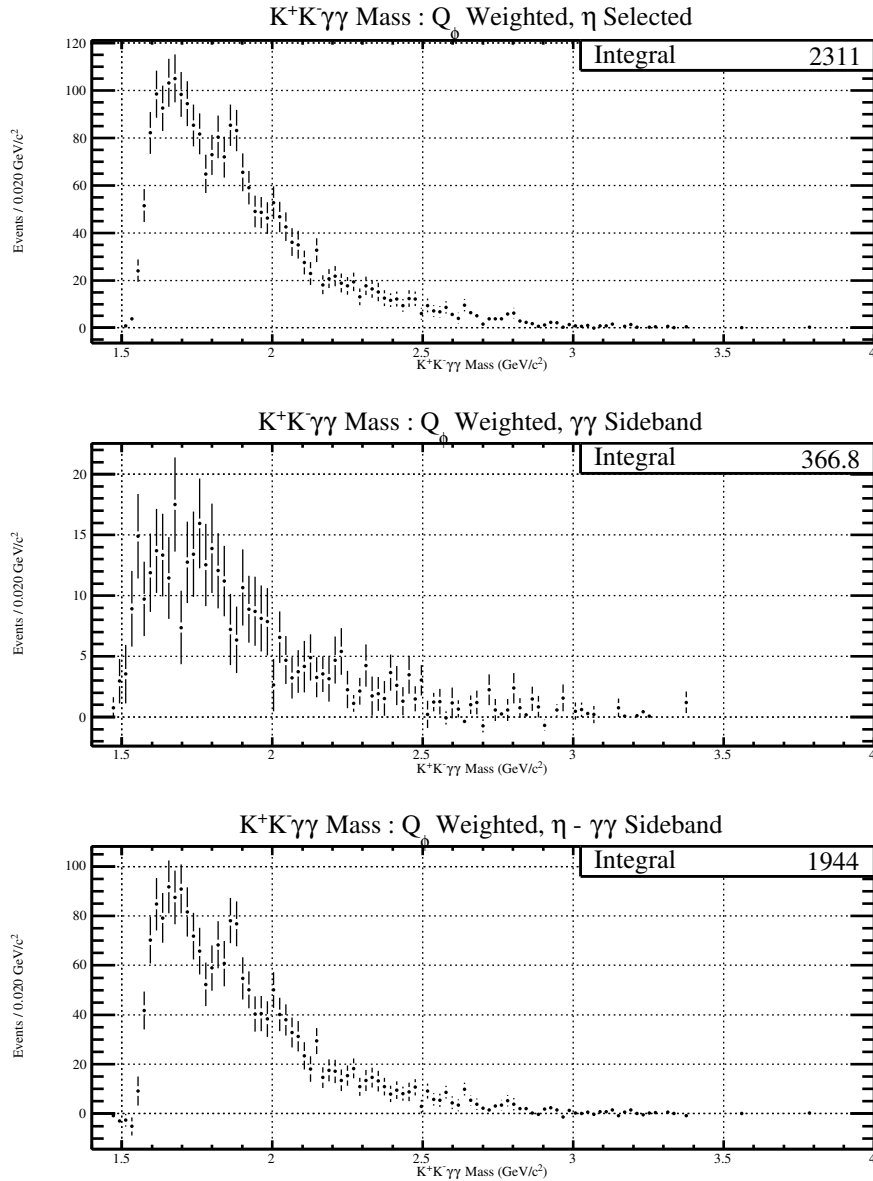 K⁺K⁻γγ Mass : Q_ϕ Weighted, η Selected
Integral 2311
120
100
80
60
40
20
0
Events / 0.020 GeV/c²
1.5 2 2.5 3 3.5 4
K⁺K⁻γγ Mass (GeV/c²)
K⁺K⁻γγ Mass : Q_ϕ Weighted, γγ Sideband
Integral 366.8
20
15
10
5
0
Events / 0.020 GeV/c²
1.5 2 2.5 3 3.5 4
K⁺K⁻γγ Mass (GeV/c²)
K⁺K⁻γγ Mass : Q_ϕ Weighted, η - γγ Sideband
Integral 1944
100
80
60
40
20
0
Events / 0.020 GeV/c²
1.5 2 2.5 3 3.5 4
K⁺K⁻γγ Mass (GeV/c²)